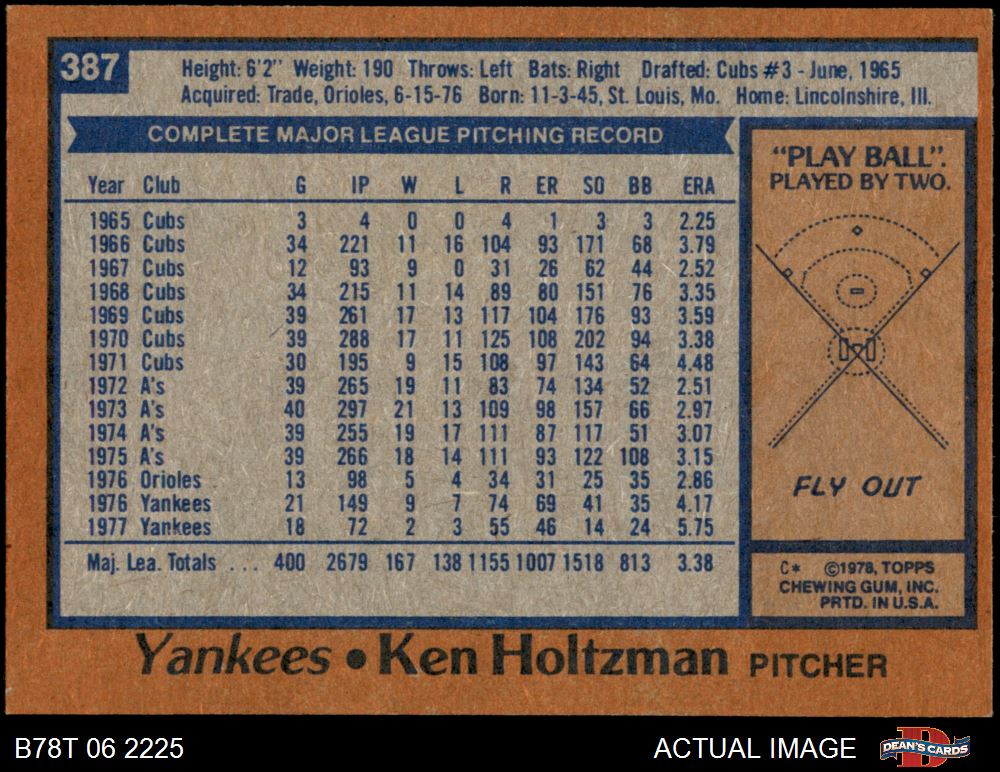 387
Height: 6'2" Weight: 190 Throws: Left Bats: Right Drafted: Cubs #3 - June, 1965
Acquired: Trade, Orioles, 6-15-76 Born: 11-3-45, St. Louis, Mo. Home: Lincolnshire, Ill.
COMPLETE MAJOR LEAGUE PITCHING RECORD
Year Club G IP W L R ER SO BB ERA
1965 Cubs 3 4 0 0 4 1 3 3 2.25
1966 Cubs 34 221 11 16 104 93 171 68 3.79
1967 Cubs 12 93 9 0 31 26 62 44 2.52
1968 Cubs 34 215 11 14 89 80 151 76 3.35
1969 Cubs 39 261 17 13 117 104 176 93 3.59
1970 Cubs 39 288 17 11 125 108 202 94 3.38
1971 Cubs 30 195 9 15 108 97 143 64 4.48
1972 A's 39 265 19 11 83 74 134 52 2.51
1973 A's 40 297 21 13 109 98 157 66 2.97
1974 A's 39 255 19 17 111 87 117 51 3.07
1975 A's 39 266 18 14 111 93 122 108 3.15
1976 Orioles 13 98 5 4 34 31 25 35 2.86
1976 Yankees 21 149 9 7 74 69 41 35 4.17
1977 Yankees 18 72 2 3 55 46 14 24 5.75
Maj. Lea. Totals . . . 400 2679 167 138 1155 1007 1518 813 3.38
"PLAY BALL".
PLAYED BY TWO.
FLY OUT
C* ©1978, TOPPS
CHEWING GUM, INC.
PRTD. IN U.S.A.
Yankees • Ken Holtzman PITCHER
B78T 06 2225 ACTUAL IMAGE
D
DEAN'S CARDS